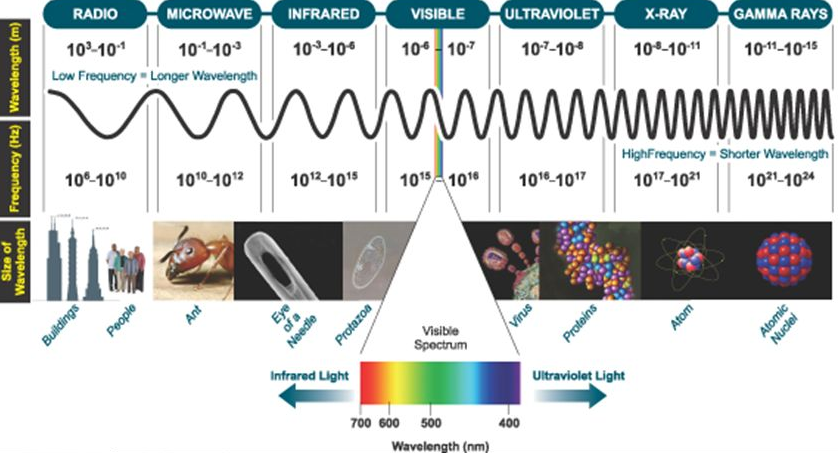 RADIO
MICROWAVE
INFRARED
VISIBLE
ULTRAVIOLET
X-RAY
GAMMA RAYS
Wavelength (m)
10³–10⁻¹
10⁻¹–10⁻³
10⁻³–10⁻⁶
10⁻⁶ - 10⁻⁷
10⁻⁷–10⁻⁸
10⁻⁸–10⁻¹¹
10⁻¹¹–10⁻¹⁵
Low Frequency = Longer Wavelength
HighFrequency = Shorter Wavelength
Frequency (Hz)
10⁶–10¹⁰
10¹⁰–10¹²
10¹²–10¹⁵
10¹⁵ – 10¹⁶
10¹⁶–10¹⁷
10¹⁷–10²¹
10²¹–10²⁴
Size of
Wavelength
Buildings
People
Ant
Eye
of a
Needle
Protazoa
Virus
Proteins
Atom
Atomic
Nuclei
Visible
Spectrum
Infrared Light
Ultraviolet Light
700 600 500 400
Wavelength (nm)